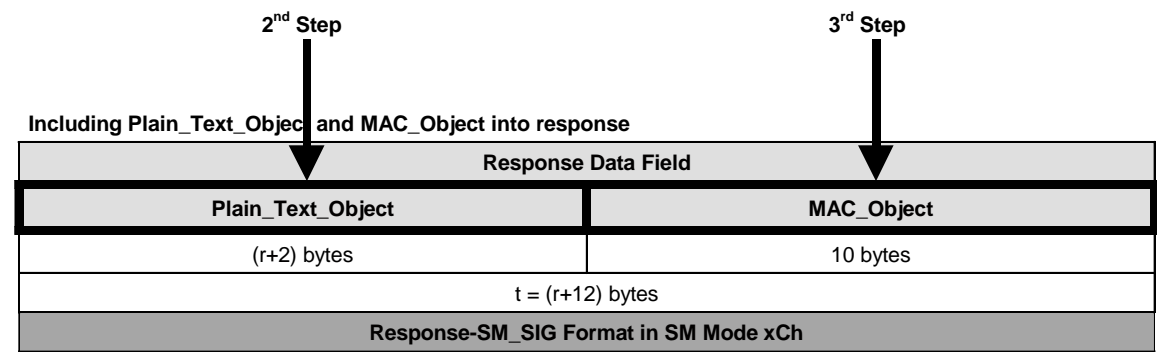 2nd Step 3rd Step
Including Plain_Text_Object and MAC_Object into response
Response Data Field
Plain_Text_Object MAC_Object
(r+2) bytes 10 bytes
t = (r+12) bytes
Response-SM_SIG Format in SM Mode xCh